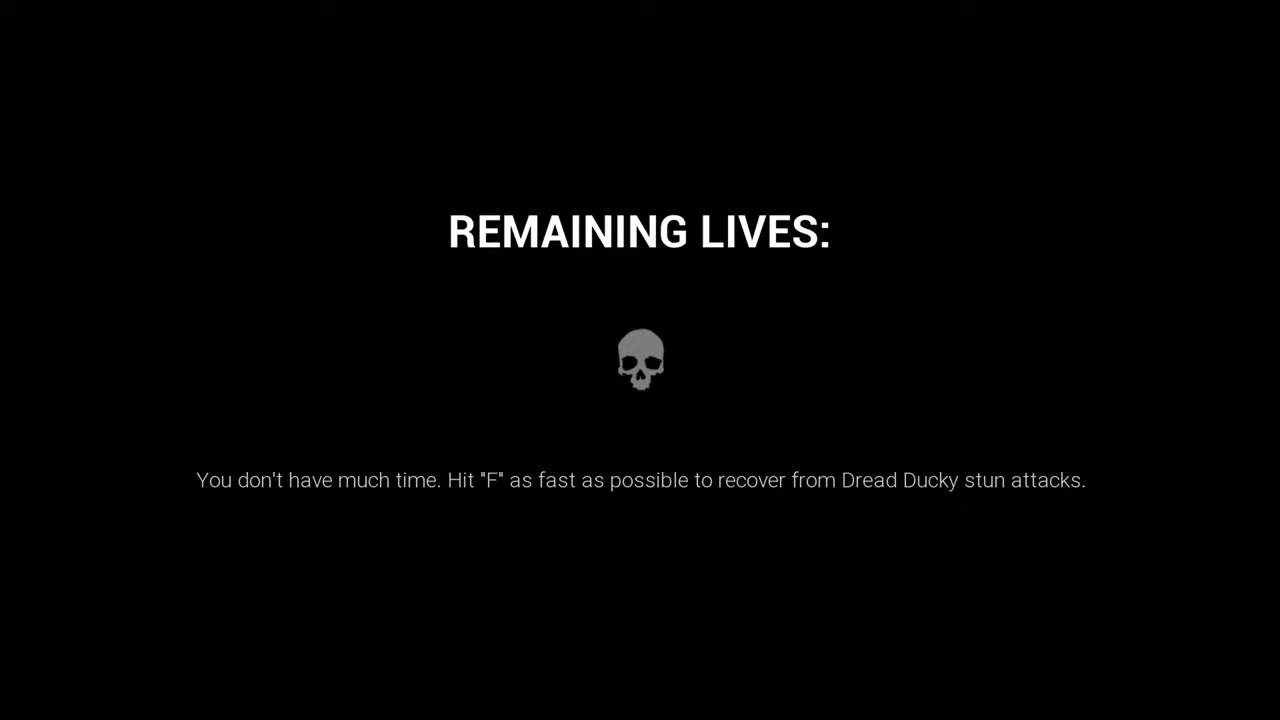 REMAINING LIVES:
You don't have much time. Hit "F" as fast as possible to recover from Dread Ducky stun attacks.